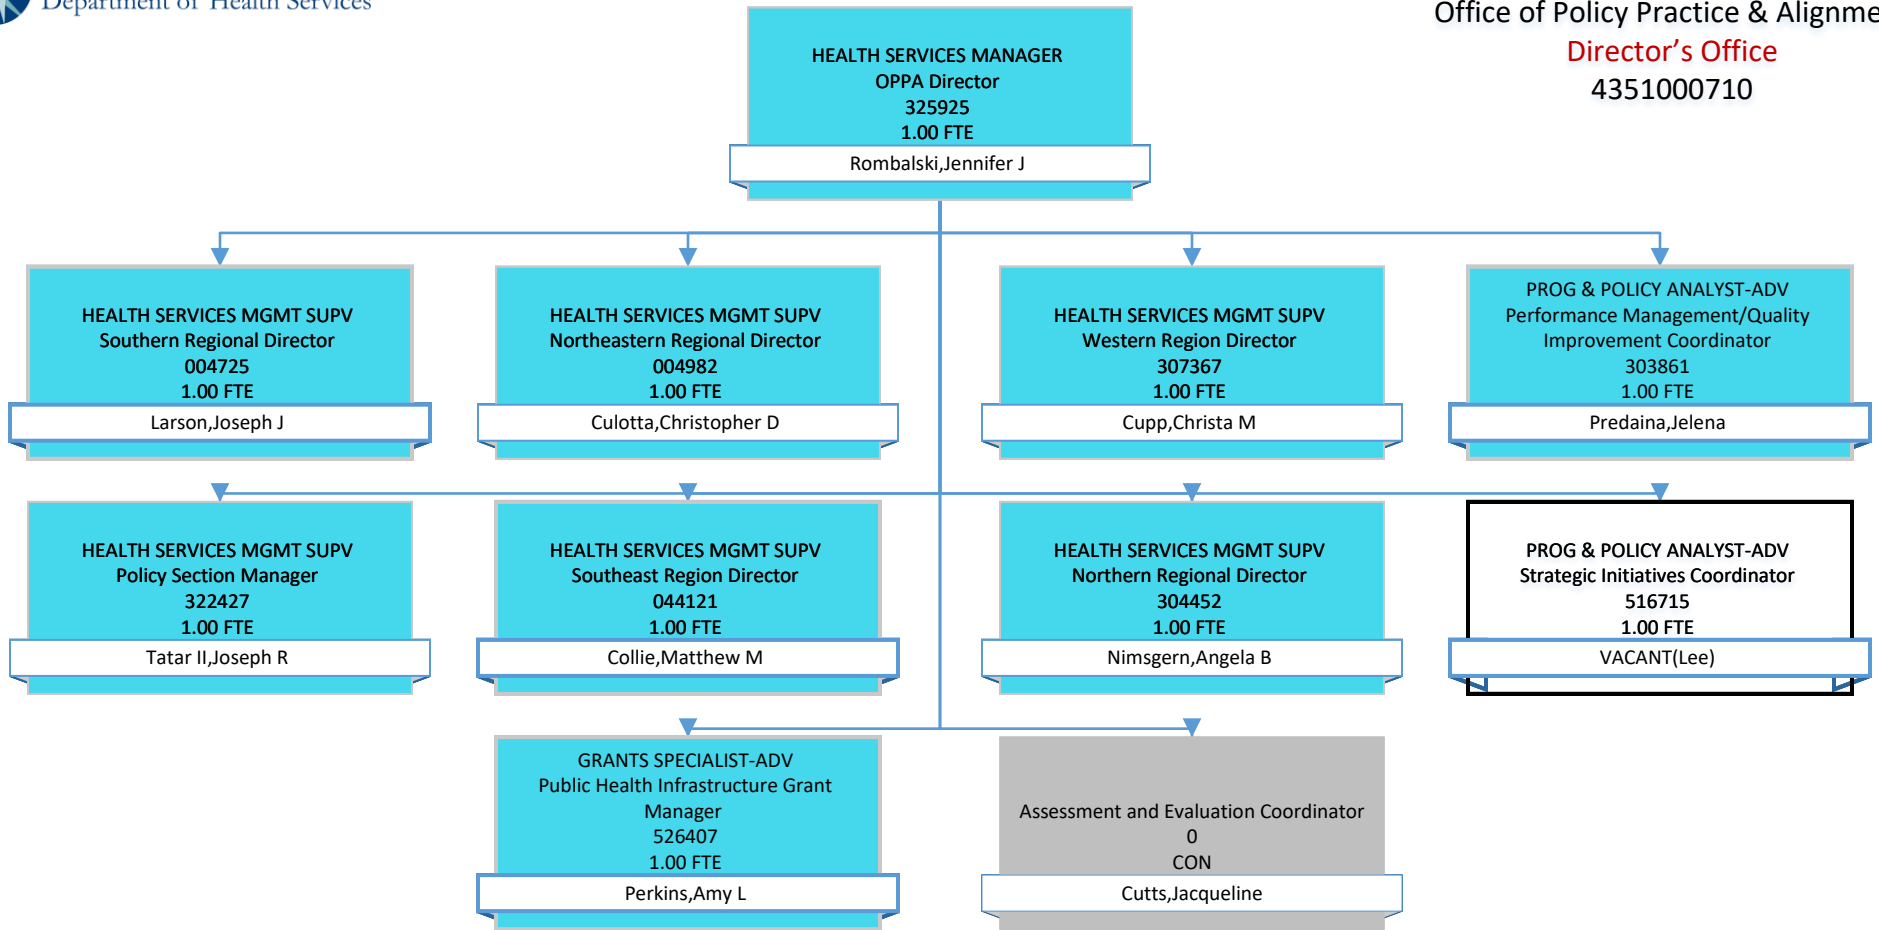 Department of Health Services
Office of Policy Practice & Alignme
Director's Office
4351000710
HEALTH SERVICES MANAGER
OPPA Director
325925
1.00 FTE
Rombalski,Jennifer J
HEALTH SERVICES MGMT SUPV
Southern Regional Director
004725
1.00 FTE
Larson,Joseph J
HEALTH SERVICES MGMT SUPV
Northeastern Regional Director
004982
1.00 FTE
Culotta,Christopher D
HEALTH SERVICES MGMT SUPV
Western Region Director
307367
1.00 FTE
Cupp,Christa M
PROG & POLICY ANALYST-ADV
Performance Management/Quality
Improvement Coordinator
303861
1.00 FTE
Predaina,Jelena
HEALTH SERVICES MGMT SUPV
Policy Section Manager
322427
1.00 FTE
Tatar II,Joseph R
HEALTH SERVICES MGMT SUPV
Southeast Region Director
044121
1.00 FTE
Collie,Matthew M
HEALTH SERVICES MGMT SUPV
Northern Regional Director
304452
1.00 FTE
Nimsgern,Angela B
PROG & POLICY ANALYST-ADV
Strategic Initiatives Coordinator
516715
1.00 FTE
VACANT(Lee)
GRANTS SPECIALIST-ADV
Public Health Infrastructure Grant
Manager
526407
1.00 FTE
Perkins,Amy L
Assessment and Evaluation Coordinator
0
CON
Cutts,Jacqueline